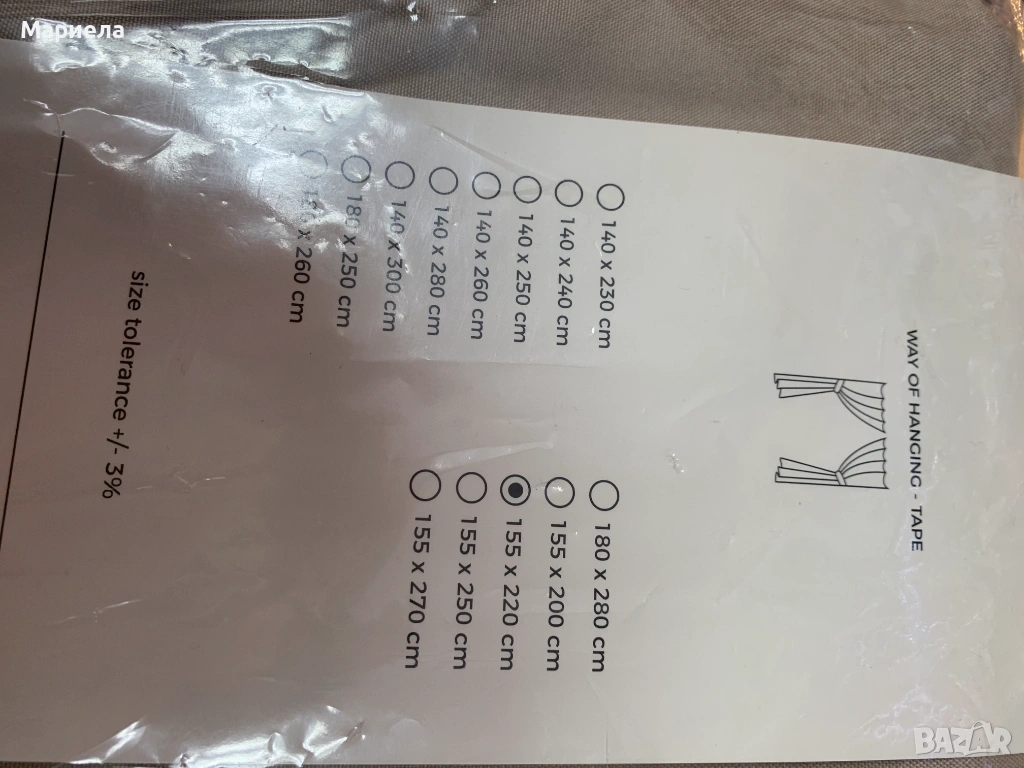 Мариела
WAY OF HANGING - TAPE
140 x 230 cm
140 x 240 cm
140 x 250 cm
140 x 260 cm
140 x 280 cm
140 x 300 cm
180 x 250 cm
x 260 cm
180 x 280 cm
155 x 200 cm
155 x 220 cm
155 x 250 cm
155 x 270 cm
size tolerance +/- 3%
BAZAR